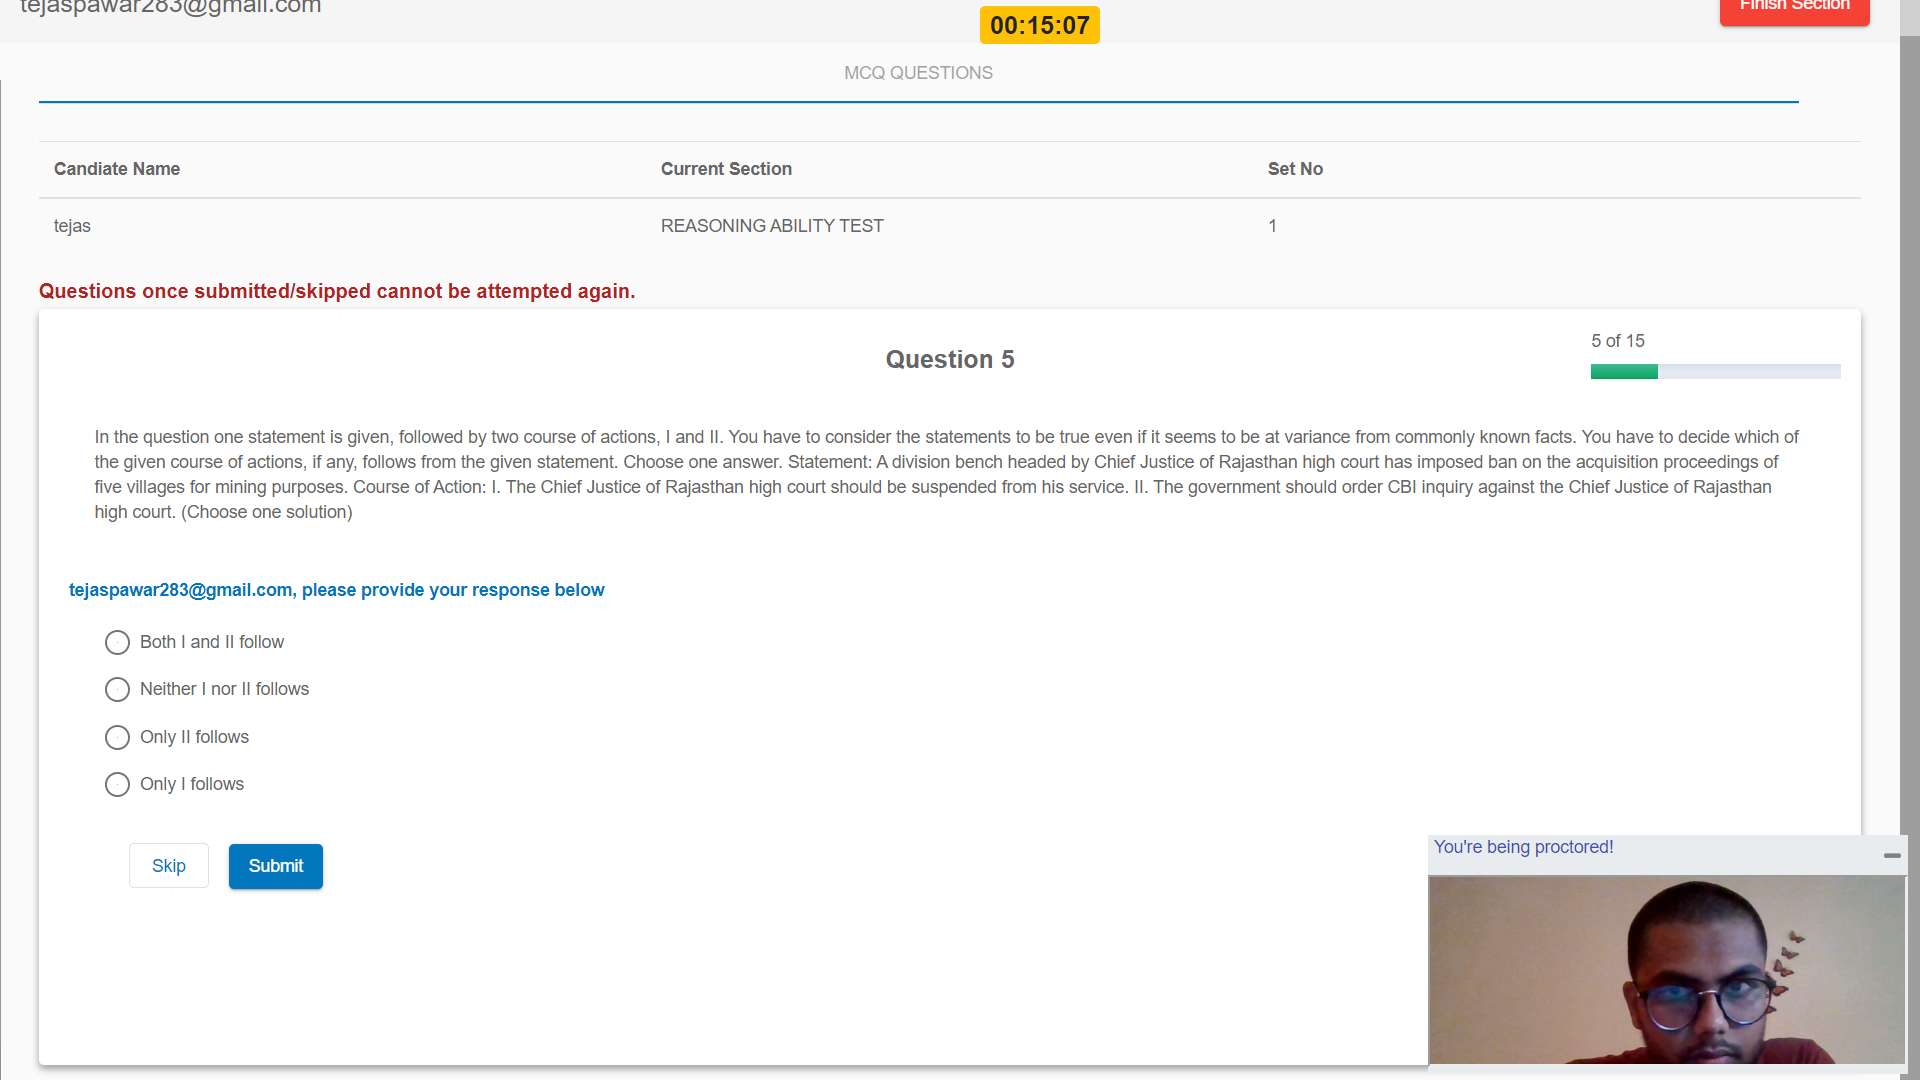 tejaspawar283@gmail.com
00:15:07
Finish Section
MCQ QUESTIONS
Candiate Name
Current Section
Set No
tejas
REASONING ABILITY TEST
1
Questions once submitted/skipped cannot be attempted again.
5 of 15
Question 5
In the question one statement is given, followed by two course of actions, I and II. You have to consider the statements to be true even if it seems to be at variance from commonly known facts. You have to decide which of
the given course of actions, if any, follows from the given statement. Choose one answer. Statement: A division bench headed by Chief Justice of Rajasthan high court has imposed ban on the acquisition proceedings of
five villages for mining purposes. Course of Action: I. The Chief Justice of Rajasthan high court should be suspended from his service. II. The government should order CBI inquiry against the Chief Justice of Rajasthan
high court. (Choose one solution)
tejaspawar283@gmail.com, please provide your response below
Both I and II follow
Neither I nor II follows
Only II follows
Only I follows
Skip
Submit
You're being proctored!